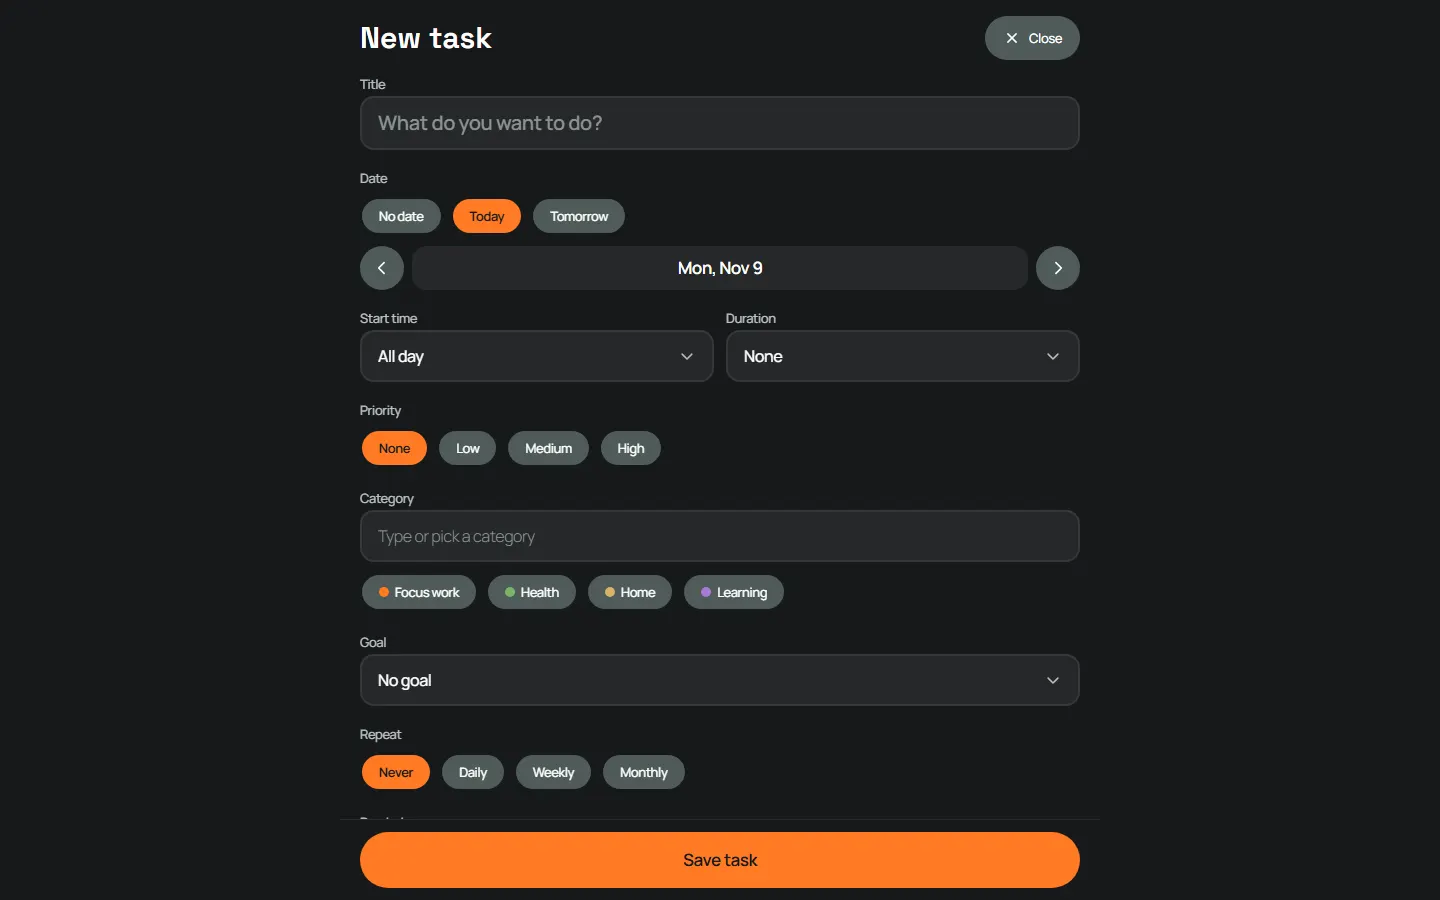 New task
Close
Title
What do you want to do?
Date
No date
Today
Tomorrow
Mon, Nov 9
Start time
Duration
All day
None
Priority
None
Low
Medium
High
Category
Type or pick a category
Focus work
Health
Home
Learning
Goal
No goal
Repeat
Never
Daily
Weekly
Monthly
Save task